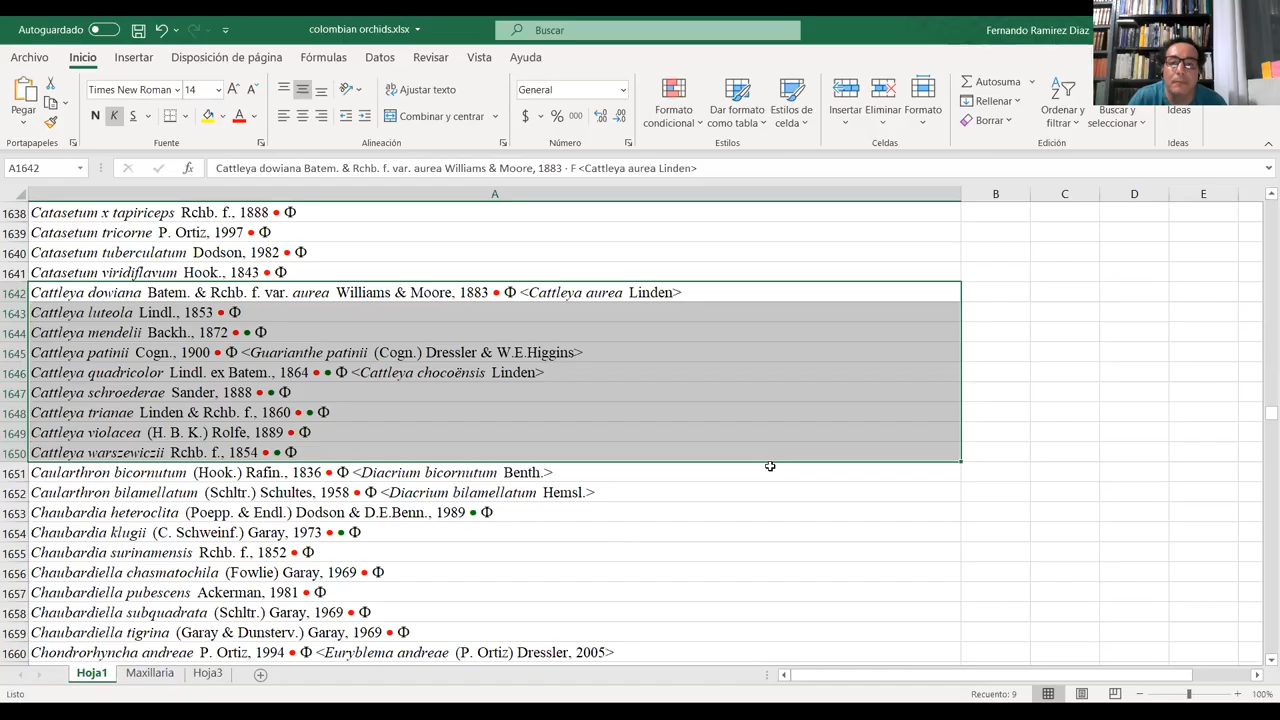 Autoguardado
colombian orchids.xlsx
Buscar
Fernando Ramirez Diaz
Archivo Inicio Insertar Disposición de página Fórmulas Datos Revisar Vista Ayuda
Pegar
Times New Roman 14
N K S
Ajustar texto
Combinar y centrar
General
$ % 000
Formato condicional
Dar formato como tabla
Estilos de celda
Insertar Eliminar Formato
Autosuma
Rellenar
Borrar
Ordenar y filtrar
Buscar y seleccionar
Ideas
Portapapeles Fuente Alineación Número Estilos Celdas Edición Ideas
A1642 fx Cattleya dowiana Batem. & Rchb. f. var. aurea Williams & Moore, 1883 · F <Cattleya aurea Linden>
A B C D E
1638 Catasetum x tapiriceps Rchb. f., 1888 • Φ
1639 Catasetum tricorne P. Ortiz, 1997 • Φ
1640 Catasetum tuberculatum Dodson, 1982 • Φ
1641 Catasetum viridiflavum Hook., 1843 • Φ
1642 Cattleya dowiana Batem. & Rchb. f. var. aurea Williams & Moore, 1883 • Φ <Cattleya aurea Linden>
1643 Cattleya luteola Lindl., 1853 • Φ
1644 Cattleya mendelii Backh., 1872 • • Φ
1645 Cattleya patinii Cogn., 1900 • Φ <Guarianthe patinii (Cogn.) Dressler & W.E.Higgins>
1646 Cattleya quadricolor Lindl. ex Batem., 1864 • • Φ <Cattleya chocoënsis Linden>
1647 Cattleya schroederae Sander, 1888 • • Φ
1648 Cattleya trianae Linden & Rchb. f., 1860 • • Φ
1649 Cattleya violacea (H. B. K.) Rolfe, 1889 • Φ
1650 Cattleya warszewiczii Rchb. f., 1854 • • Φ
1651 Caularthron bicornutum (Hook.) Rafin., 1836 • Φ <Diacrium bicornutum Benth.>
1652 Caularthron bilamellatum (Schltr.) Schultes, 1958 • Φ <Diacrium bilamellatum Hemsl.>
1653 Chaubardia heteroclita (Poepp. & Endl.) Dodson & D.E.Benn., 1989 • Φ
1654 Chaubardia klugii (C. Schweinf.) Garay, 1973 • • Φ
1655 Chaubardia surinamensis Rchb. f., 1852 • Φ
1656 Chaubardiella chasmatochila (Fowlie) Garay, 1969 • Φ
1657 Chaubardiella pubescens Ackerman, 1981 • Φ
1658 Chaubardiella subquadrata (Schltr.) Garay, 1969 • Φ
1659 Chaubardiella tigrina (Garay & Dunsterv.) Garay, 1969 • Φ
1660 Chondrorhyncha andreae P. Ortiz, 1994 • Φ <Euryblema andreae (P. Ortiz) Dressler, 2005>
Hoja1 Maxillaria Hoja3
Listo
Recuento: 9
100%